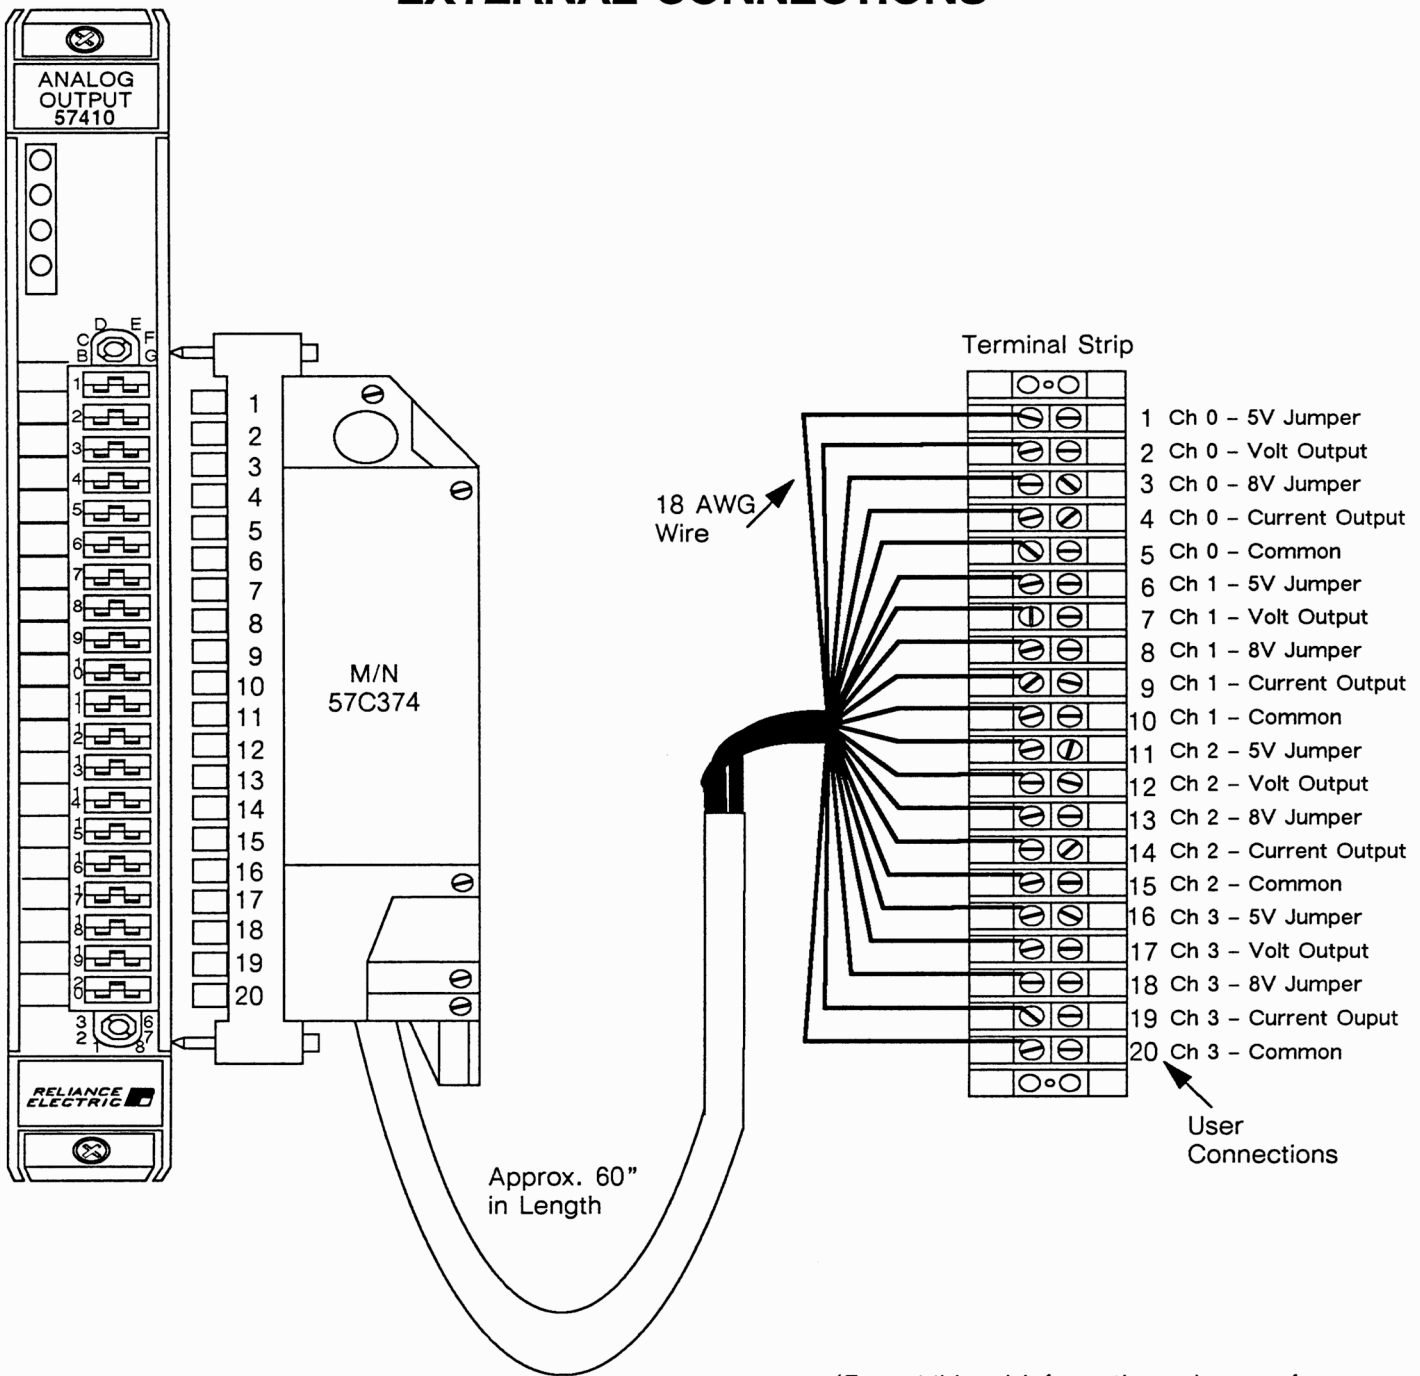 EXTERNAL CONNECTIONS
ANALOG
OUTPUT
57410
D E
C F
B G
1
2
3
4
5
6
7
8
9
10
11
12
13
14
15
16
17
18
19
20
3 6
2 7
1 8
RELIANCE
ELECTRIC
1
2
3
4
5
6
7
8
9
10
11
12
13
14
15
16
17
18
19
20
M/N
57C374
Approx. 60”
in Length
18 AWG
Wire
Terminal Strip
1 Ch 0 – 5V Jumper
2 Ch 0 – Volt Output
3 Ch 0 – 8V Jumper
4 Ch 0 – Current Output
5 Ch 0 – Common
6 Ch 1 – 5V Jumper
7 Ch 1 – Volt Output
8 Ch 1 – 8V Jumper
9 Ch 1 – Current Output
10 Ch 1 – Common
11 Ch 2 – 5V Jumper
12 Ch 2 – Volt Output
13 Ch 2 – 8V Jumper
14 Ch 2 – Current Output
15 Ch 2 – Common
16 Ch 3 – 5V Jumper
17 Ch 3 – Volt Output
18 Ch 3 – 8V Jumper
19 Ch 3 – Current Ouput
20 Ch 3 – Common
User
Connections